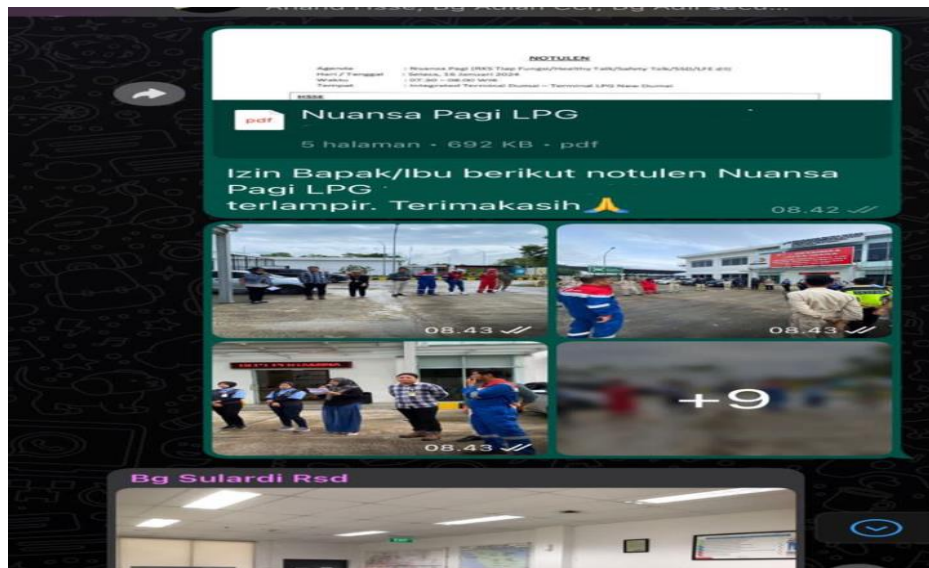 NOTULEN
Agenda : Nuansa Pagi (RKS Tiap Fungsi/Healthy Talk/Safety Talk/SSD/LFE dll)
Hari / Tanggal : Selasa, 16 Januari 2024
Waktu : 07.30 – 08.00 WIB
Tempat : Integrated Terminal Dumai – Terminal LPG New Dumai
HSSE
pdf
Nuansa Pagi LPG
5 halaman • 692 KB • pdf
Izin Bapak/Ibu berikut notulen Nuansa
Pagi LPG
terlampir. Terimakasih 🙏
08.42
08.43
08.43
08.43
+9
Bg Sulardi Rsd